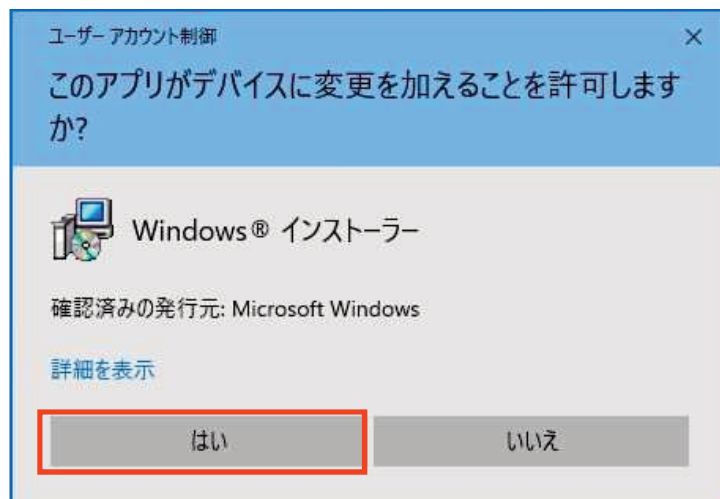 ユーザー アカウント制御
このアプリがデバイスに変更を加えることを許可します
か?
Windows® インストーラー
確認済みの発行元: Microsoft Windows
詳細を表示
はい
いいえ